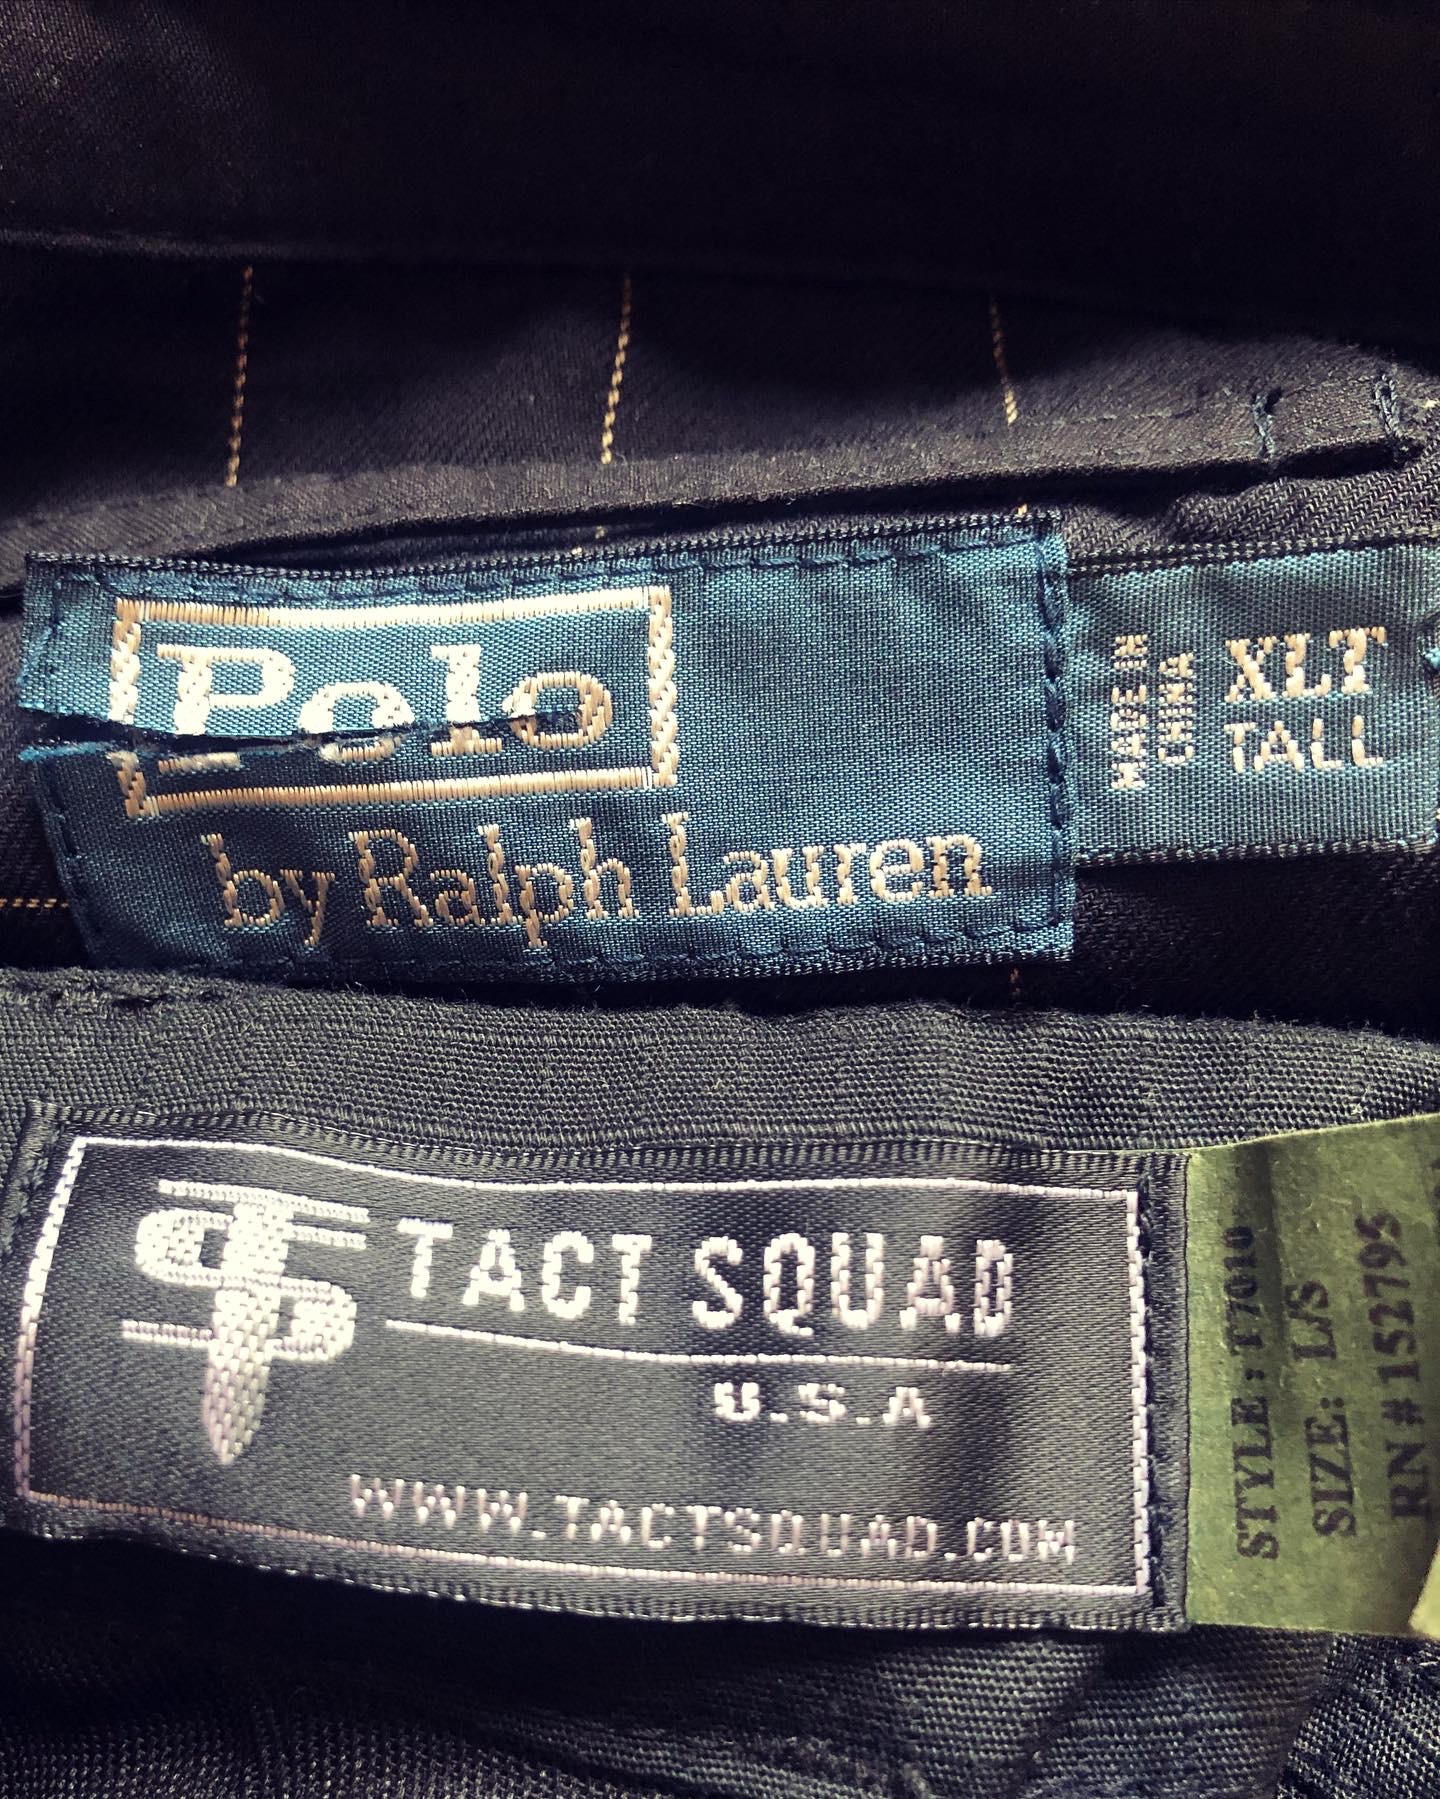 Polo
by Ralph Lauren
MADE IN
CHINA
XLT
TALL
TACT SQUAD
U.S.A
WWW.TACTSQUAD.COM
STYLE : T7010
SIZE: L/S
RN # 152795